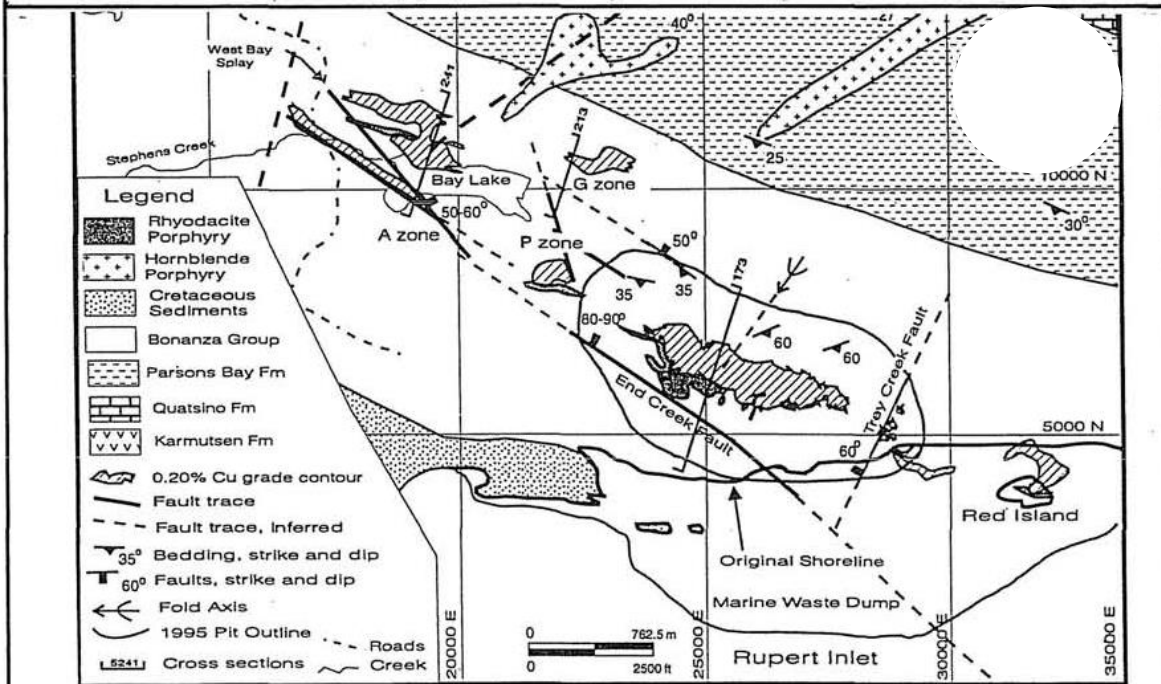 40°
West Bay
Splay
241
213
Stephens Creek
25
Bay Lake
G zone
10000 N
Legend
50-60°
30°
A zone
P zone
50°
173
Rhyodacite
Porphyry
35
35
Hornblende
Porphyry
80-90°
60
60
Cretaceous
Sediments
Trey Creek Fault
Bonanza Group
End Creek Fault
Parsons Bay Fm
Quatsino Fm
5000 N
Karmutsen Fm
60°
0.20% Cu grade contour
Fault trace
Red Island
Fault trace, Inferred
35° Bedding, strike and dip
Original Shoreline
60° Faults, strike and dip
Fold Axis
Marine Waste Dump
1995 Pit Outline
Roads
0 762.5 m
5241 Cross sections
Creek
0 2500 ft
20000 E
25000 E
Rupert Inlet
30000 E
35000 E